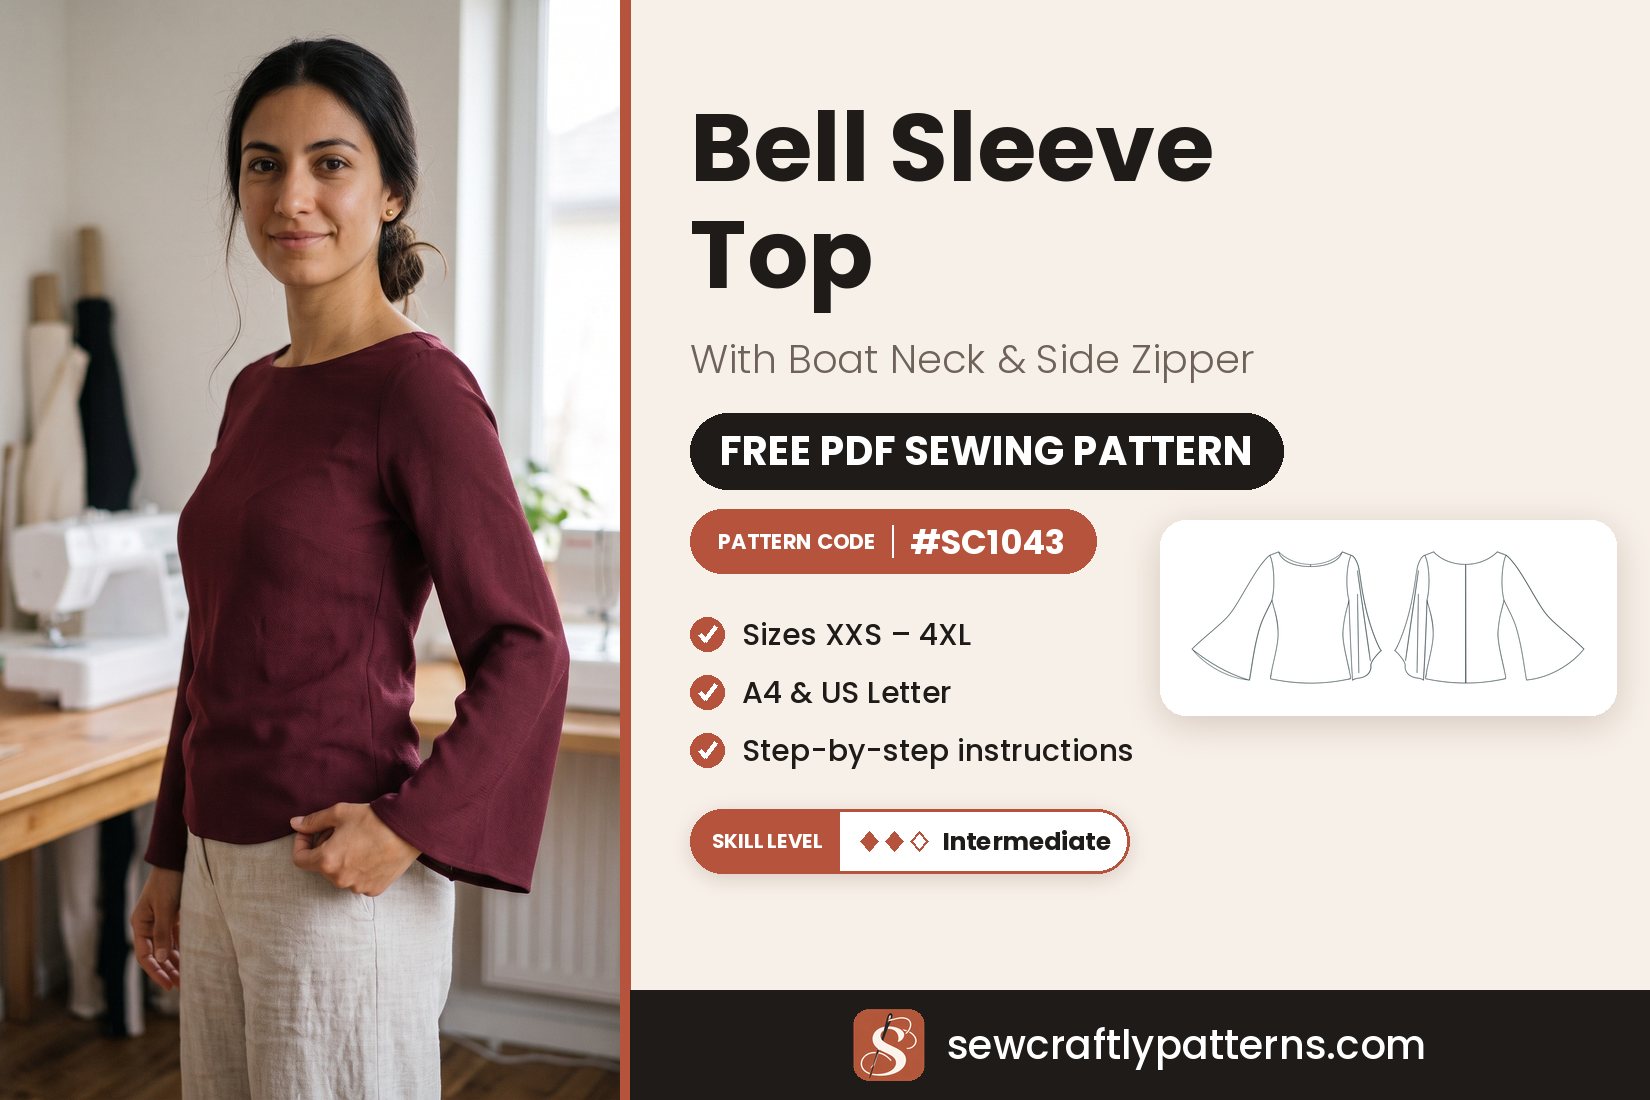 Bell Sleeve
Top
With Boat Neck & Side Zipper
FREE PDF SEWING PATTERN
PATTERN CODE #SC1043
Sizes XXS – 4XL
A4 & US Letter
Step-by-step instructions
SKILL LEVEL Intermediate
S sewcraftlypatterns.com